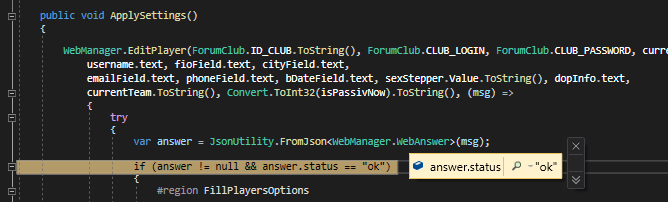 public void ApplySettings()
{
WebManager.EditPlayer(ForumClub.ID_CLUB.ToString(), ForumClub.CLUB_LOGIN, ForumClub.CLUB_PASSWORD, curre
username.text, fioField.text, cityField.text,
emailField.text, phoneField.text, bDateField.text, sexStepper.Value.ToString(), dopInfo.text,
currentTeam.ToString(), Convert.ToInt32(isPassivNow).ToString(), (msg) =>
{
try
{
var answer = JsonUtility.FromJson<WebManager.WebAnswer>(msg);
if (answer != null && answer.status == "ok") answer.status "ok"
{
#region FillPlayersOptions